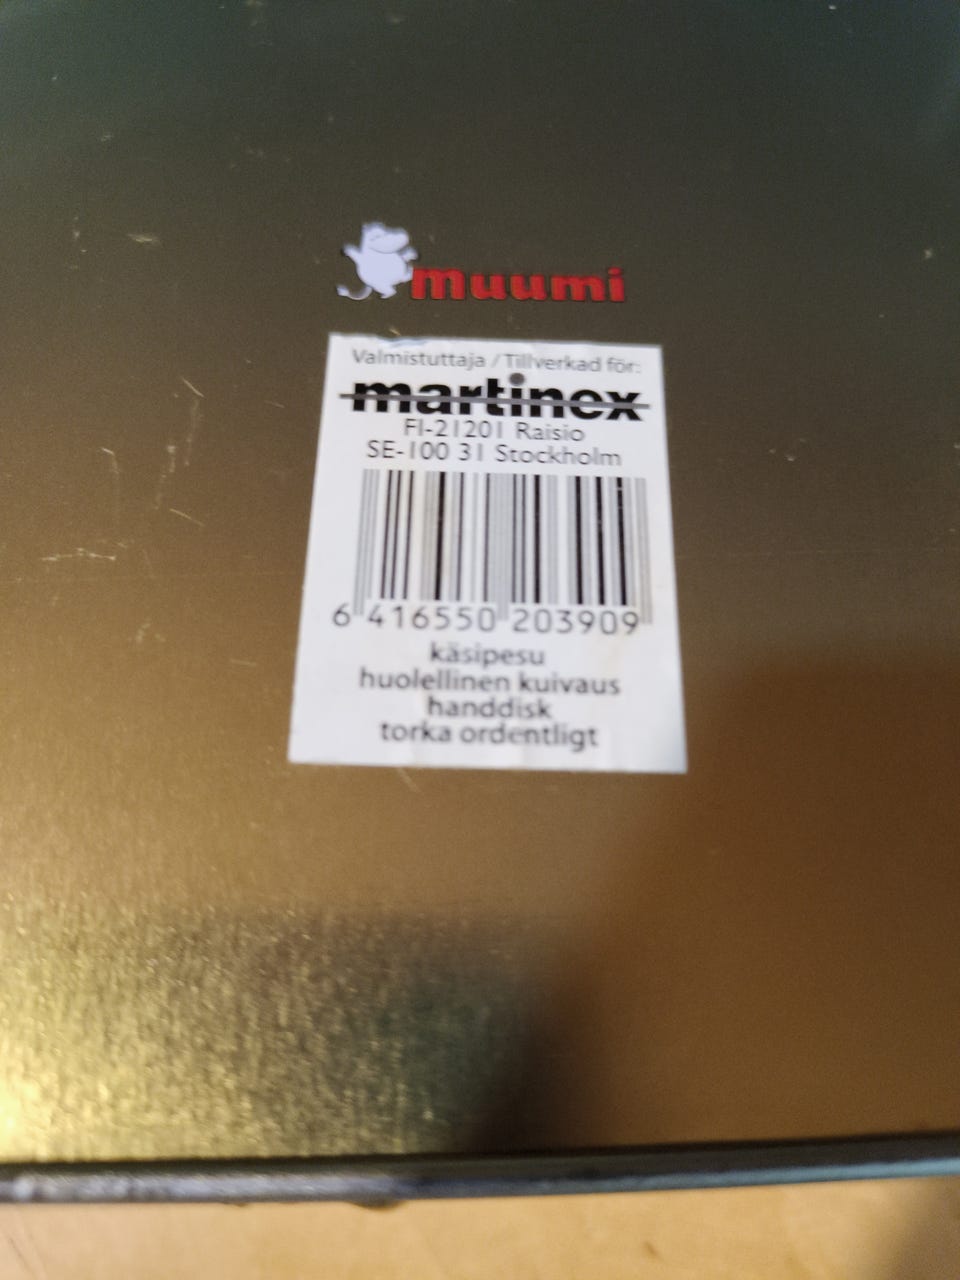 muumi
Valmistuttaja / Tillverkad för:
martinex
FI-21201 Raisio
SE-100 31 Stockholm
6 416550 203909
käsipesu
huolellinen kuivaus
handdisk
torka ordentligt